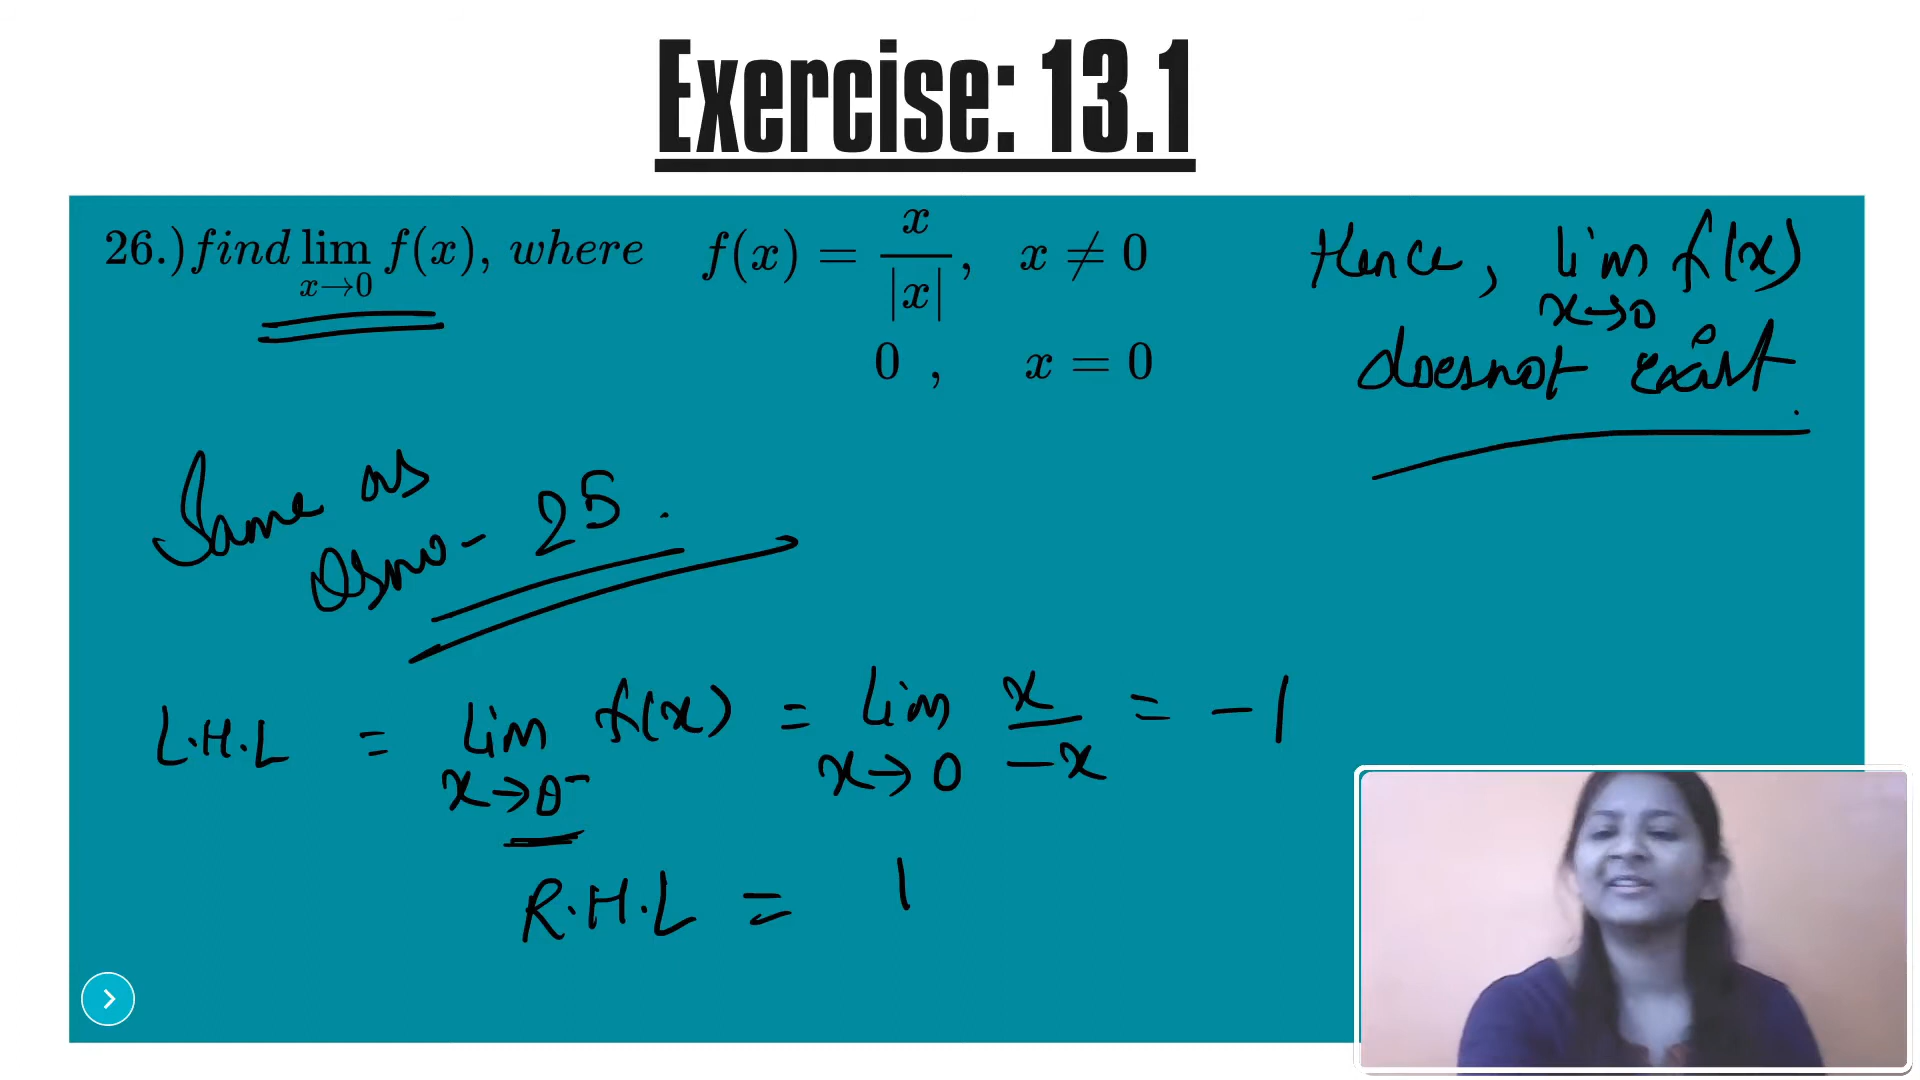 Exercise: 13.1
26.) find lim x→0 f(x), where f(x) = x/|x|, x ≠ 0
0 , x = 0
Hence, lim x→0 f(x)
doesnot exist.
Same as
Qsno - 25.
L.H.L = lim x→0⁻ f(x) = lim x→0 x/-x = -1
R.H.L = 1